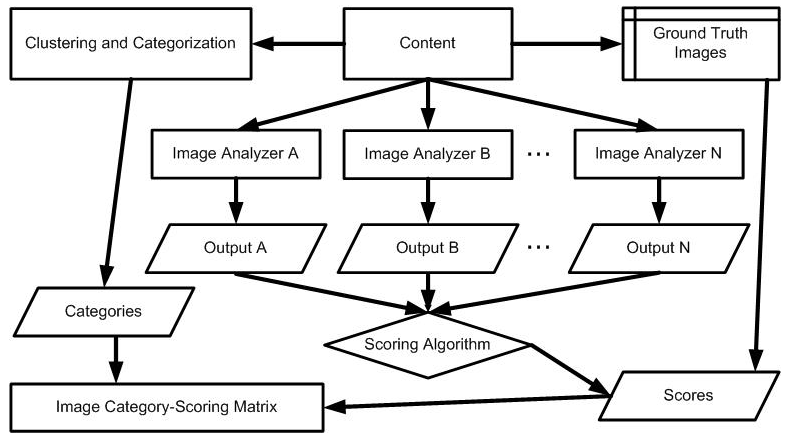 Clustering and Categorization
Content
Ground Truth
Images
Image Analyzer A
Image Analyzer B
...
Image Analyzer N
Output A
Output B
...
Output N
Categories
Scoring Algorithm
Image Category-Scoring Matrix
Scores